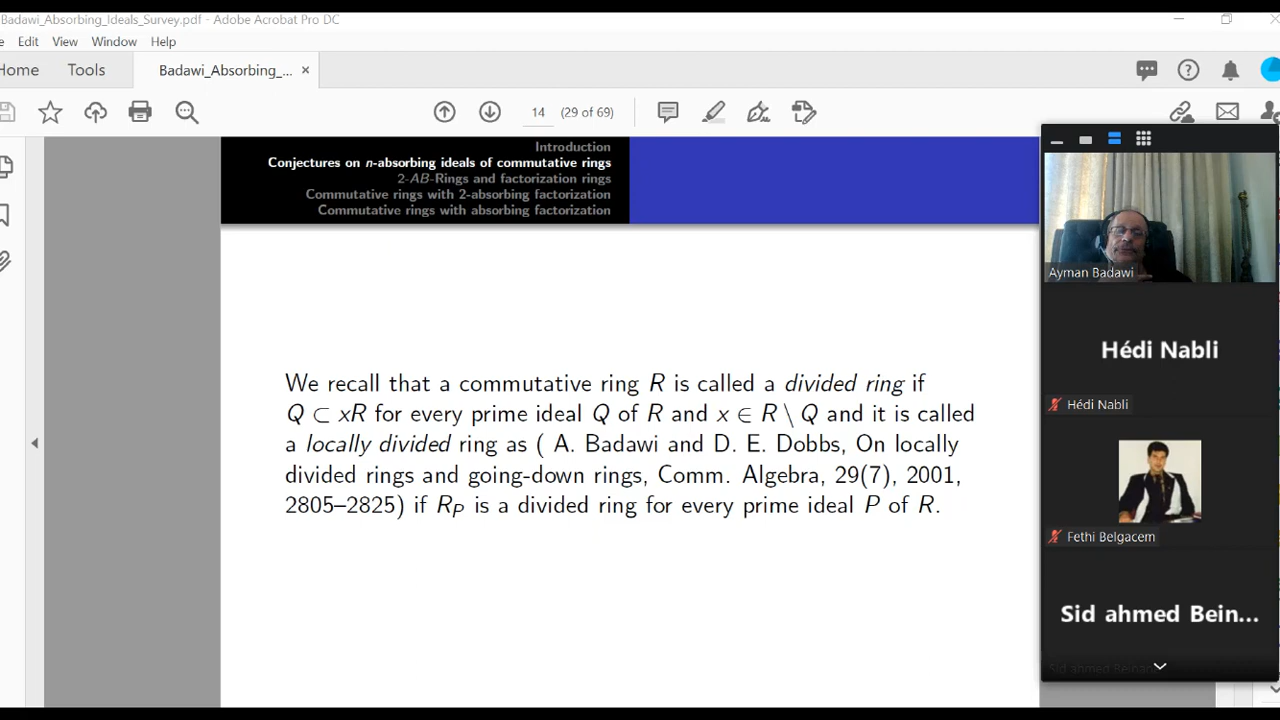 Badawi_Absorbing_Ideals_Survey.pdf - Adobe Acrobat Pro DC
Edit View Window Help
Home Tools Badawi_Absorbing_... ×
14 (29 of 69)
Introduction
Conjectures on n-absorbing ideals of commutative rings
2-AB-Rings and factorization rings
Commutative rings with 2-absorbing factorization
Commutative rings with absorbing factorization
We recall that a commutative ring R is called a divided ring if
Q ⊂ xR for every prime ideal Q of R and x ∈ R \ Q and it is called
a locally divided ring as ( A. Badawi and D. E. Dobbs, On locally
divided rings and going-down rings, Comm. Algebra, 29(7), 2001,
2805–2825) if R_P is a divided ring for every prime ideal P of R.
Ayman Badawi
Hédi Nabli
Hédi Nabli
Fethi Belgacem
Sid ahmed Bein...